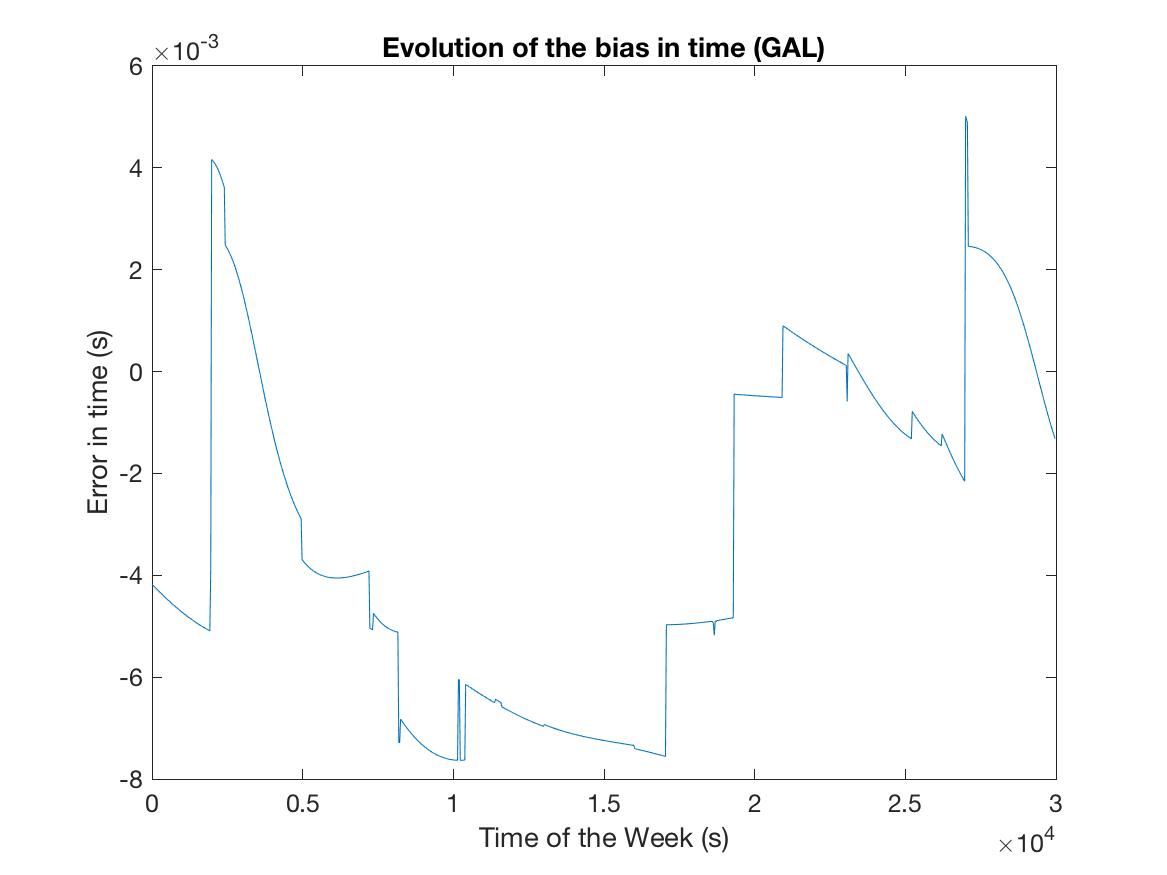 ×10-3
Evolution of the bias in time (GAL)
6
4
2
0
-2
-4
-6
-8
Error in time (s)
0 0.5 1 1.5 2 2.5 3
Time of the Week (s)
×104